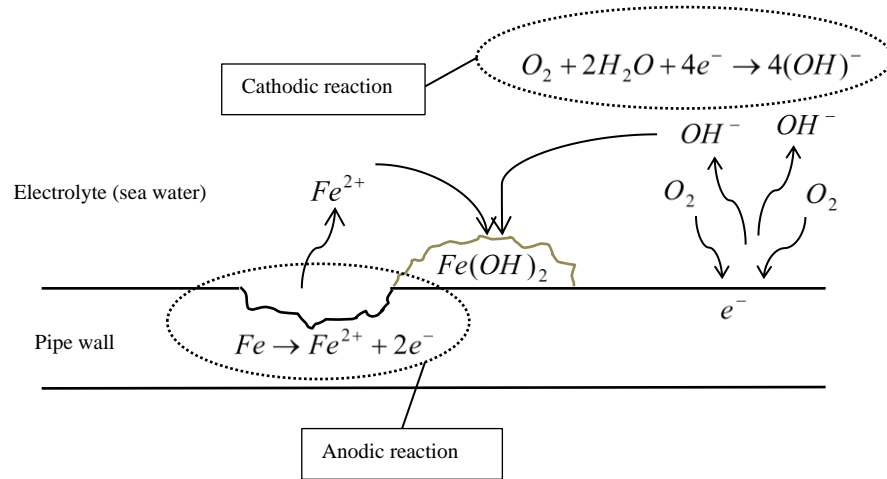 O₂ + 2H₂O + 4e⁻ → 4(OH)⁻
Cathodic reaction
OH⁻ OH⁻
Electrolyte (sea water)
Fe²⁺
O₂ O₂
Fe(OH)₂
e⁻
Pipe wall
Fe → Fe²⁺ + 2e⁻
Anodic reaction